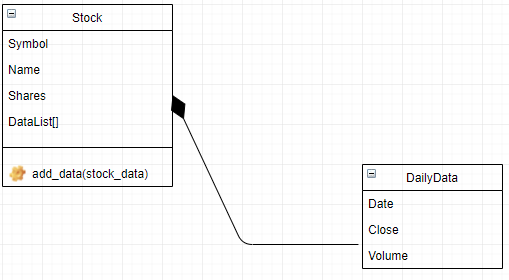 Stock
Symbol
Name
Shares
DataList[]
add_data(stock_data)
DailyData
Date
Close
Volume